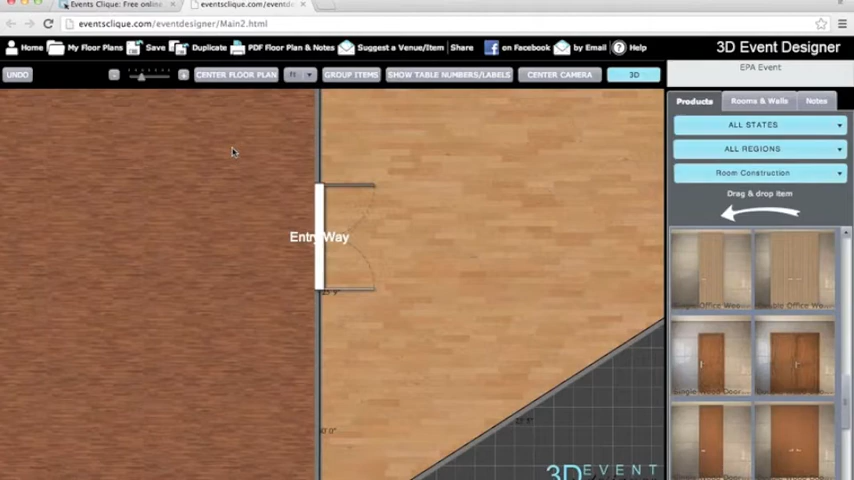 Events Clique: Free online
eventsclique.com/eventde
eventsclique.com/eventdesigner/Main2.html
Home My Floor Plans Save Duplicate PDF Floor Plan & Notes Suggest a Venue/Item Share on Facebook by Email Help 3D Event Designer
UNDO CENTER FLOOR PLAN GROUP ITEMS SHOW TABLE NUMBERS/LABELS CENTER CAMERA 3D
EPA Event
Products Rooms & Walls Notes
ALL STATES
ALL REGIONS
Room Construction
Drag & drop item
Entry Way
3D EVENT